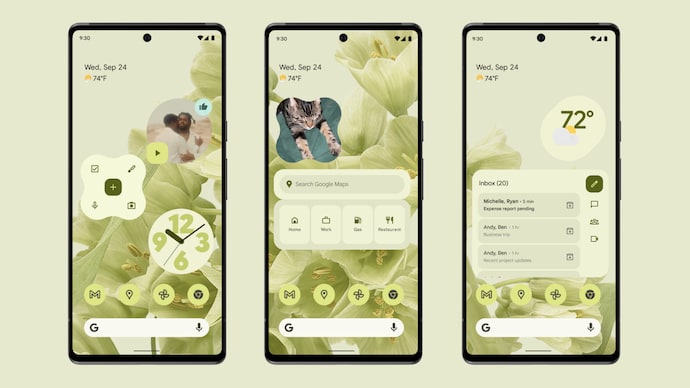 9:30
Wed, Sep 24
74°F
12
3
6
9
9:30
Wed, Sep 24
74°F
Search Google Maps
Home Work Gas Restaurant
G
9:30
Wed, Sep 24
74°F
72°
Inbox (20)
Michelle, Ryan • 5 min
Expense report pending
Andy, Ben • 1 hr
Business trip
Andy, Ben • 1 hr
Recent project updates
G